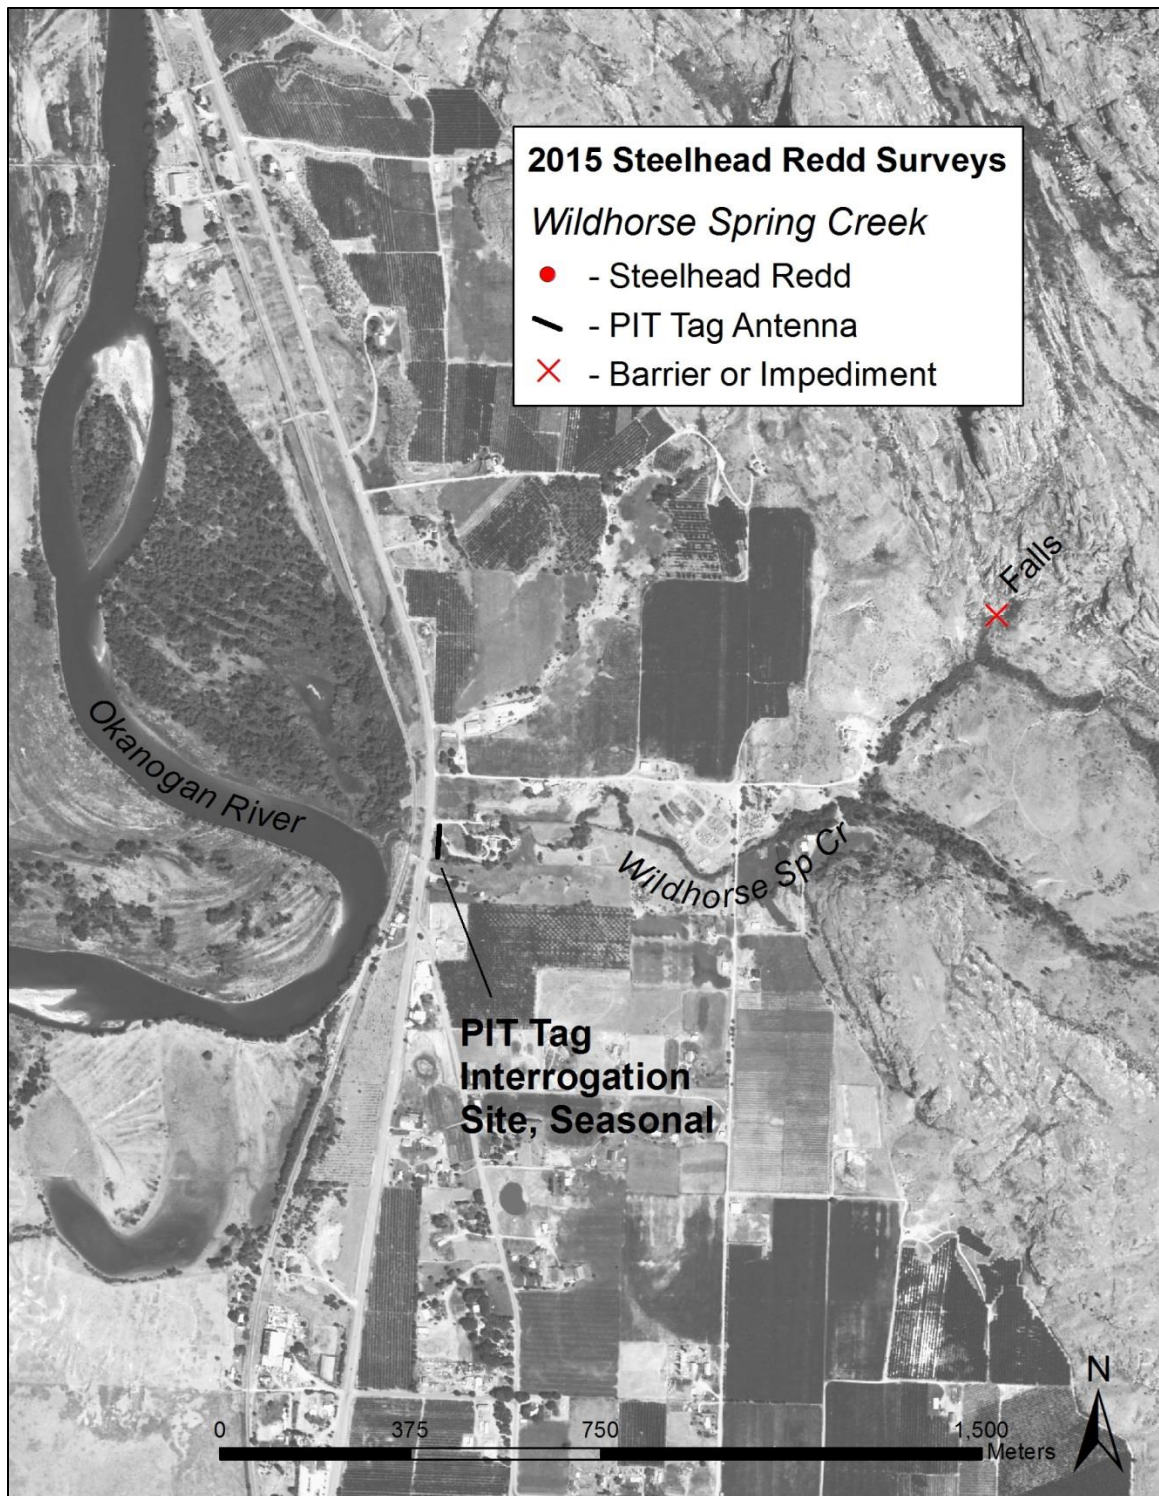 2015 Steelhead Redd Surveys
Wildhorse Spring Creek
- Steelhead Redd
- PIT Tag Antenna
- Barrier or Impediment
Falls
Okanogan River
Wildhorse Sp Cr
PIT Tag
Interrogation
Site, Seasonal
N
0 375 750 1,500
Meters